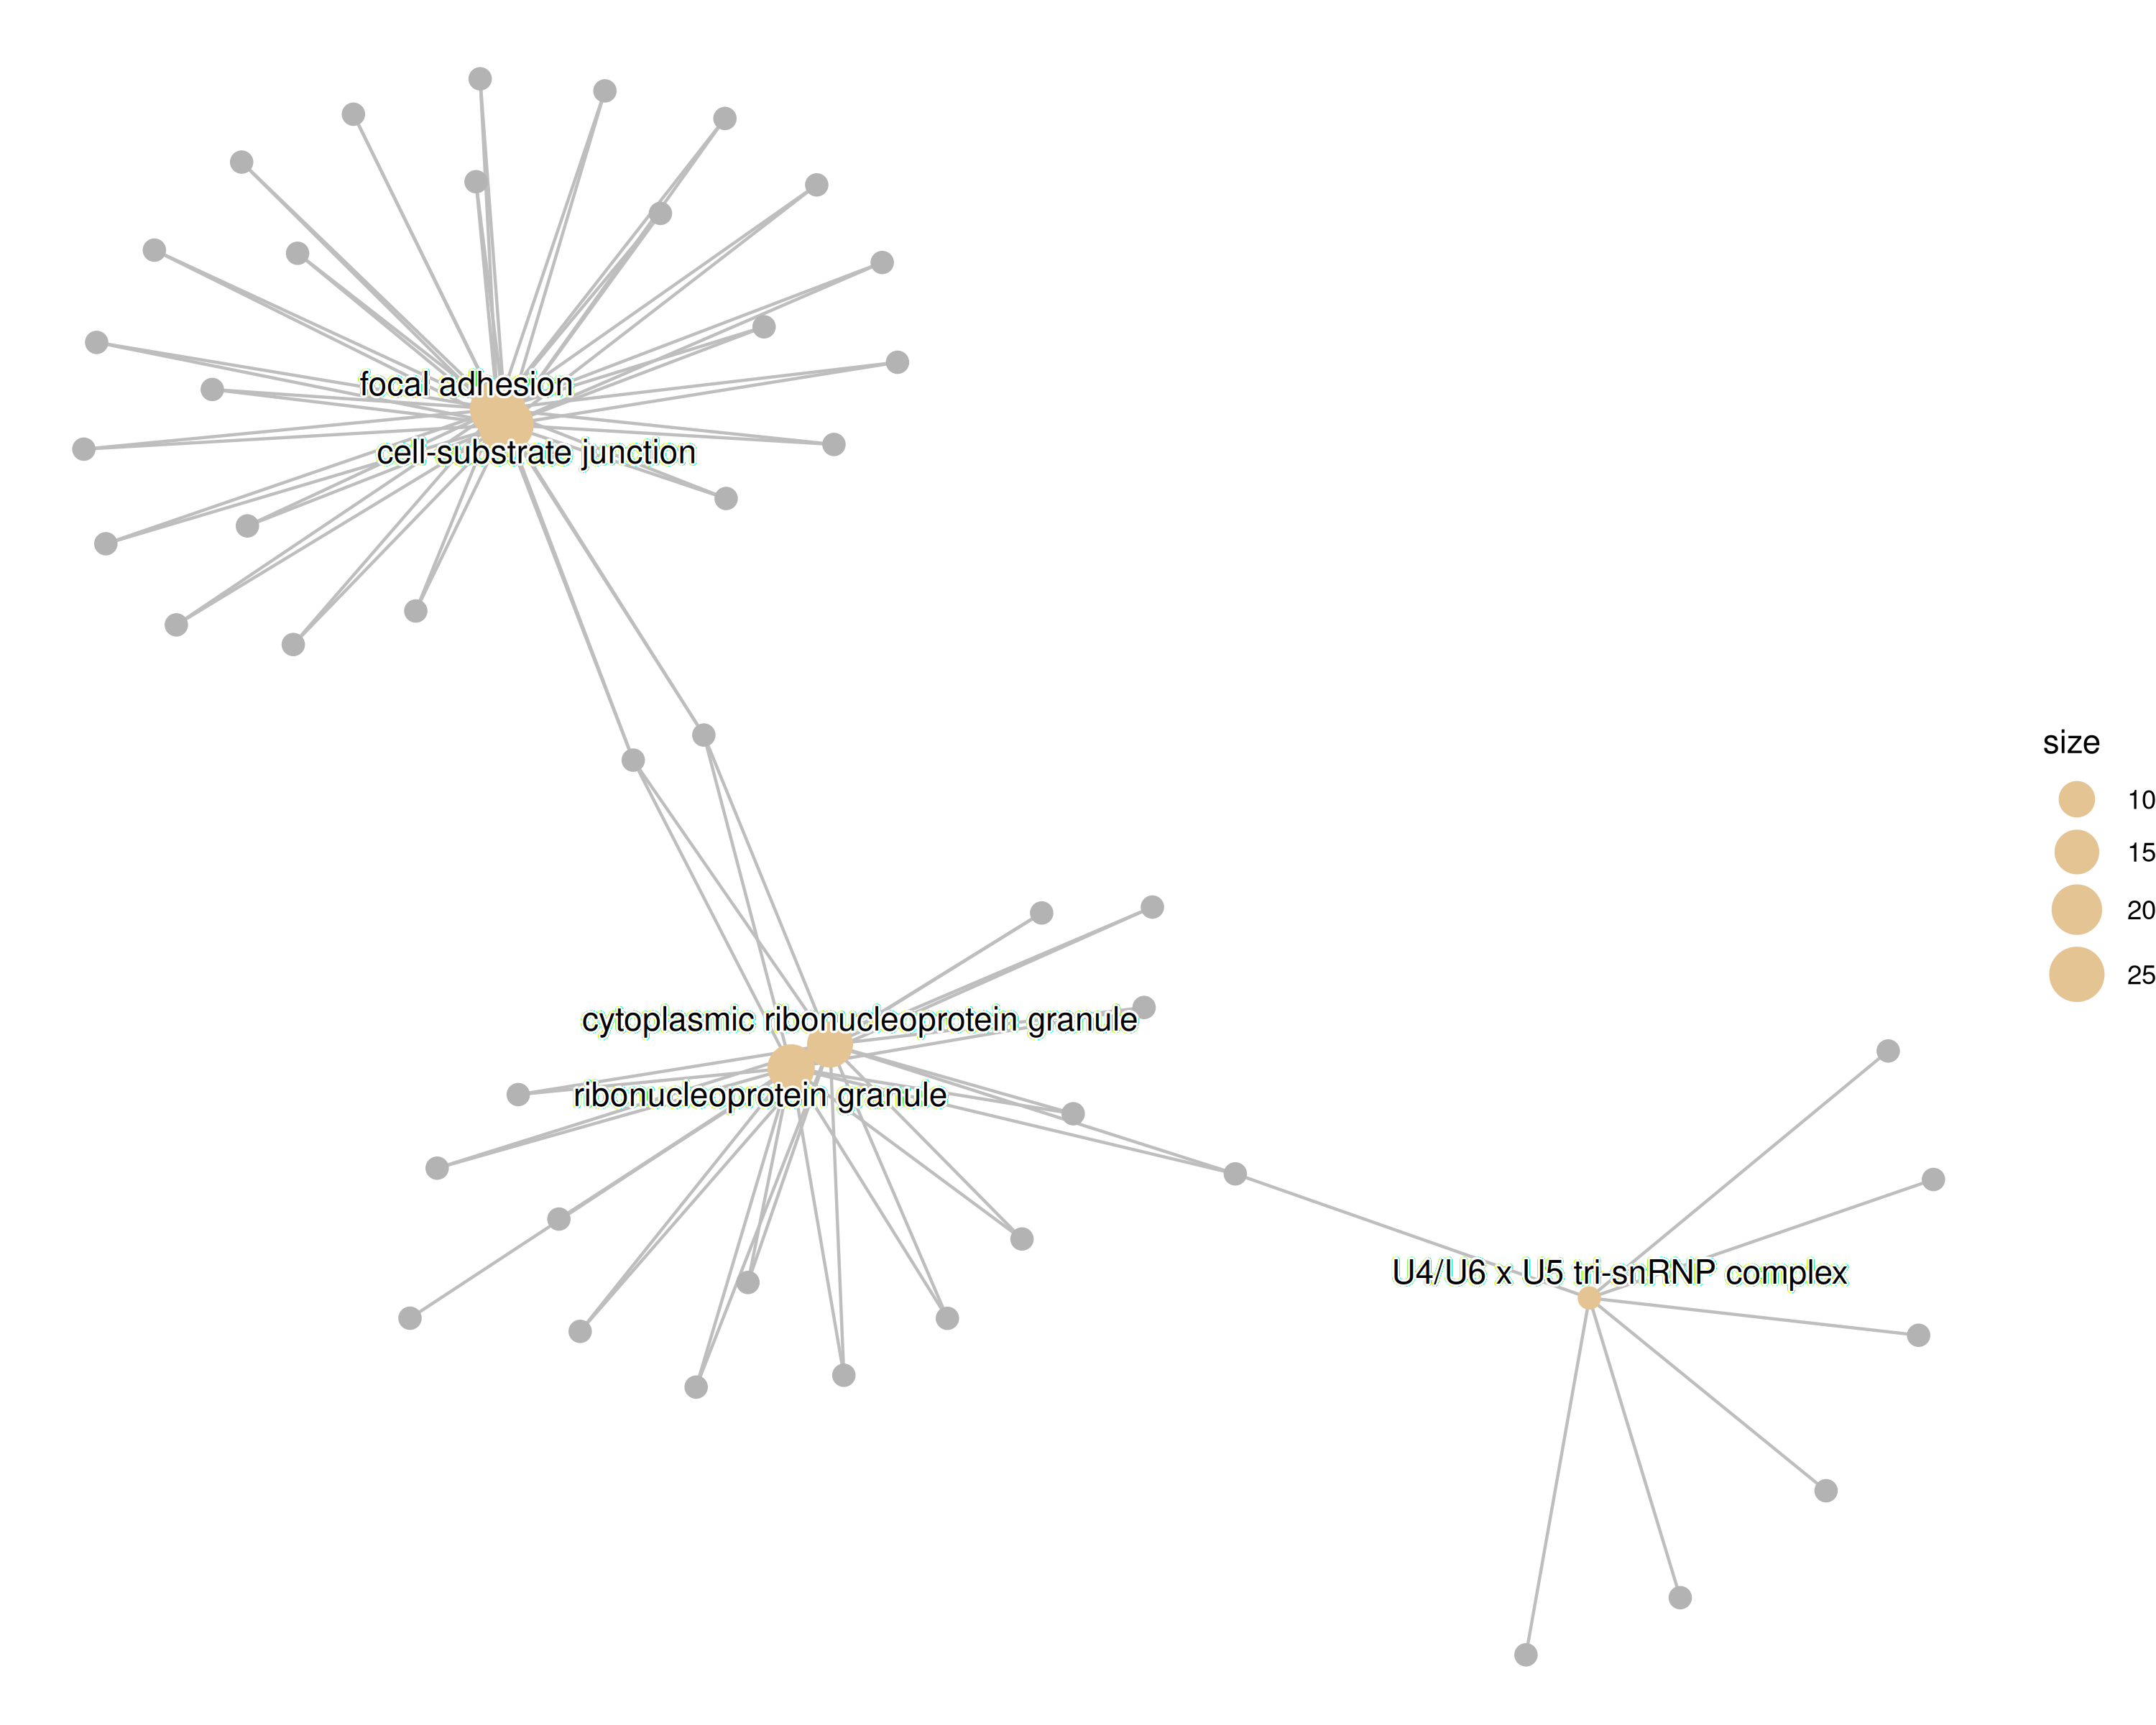 focal adhesion
cell-substrate junction
size
10
15
20
25
cytoplasmic ribonucleoprotein granule
ribonucleoprotein granule
U4/U6 x U5 tri-snRNP complex